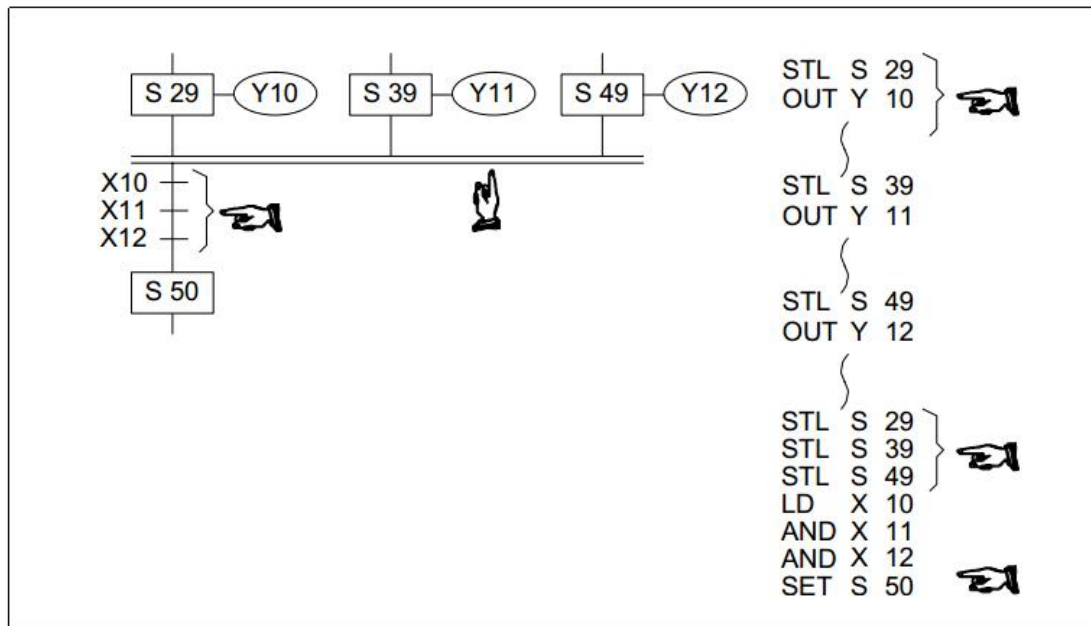 S 29 Y10 S 39 Y11 S 49 Y12
X10
X11
X12
S 50
STL S 29
OUT Y 10
STL S 39
OUT Y 11
STL S 49
OUT Y 12
STL S 29
STL S 39
STL S 49
LD X 10
AND X 11
AND X 12
SET S 50